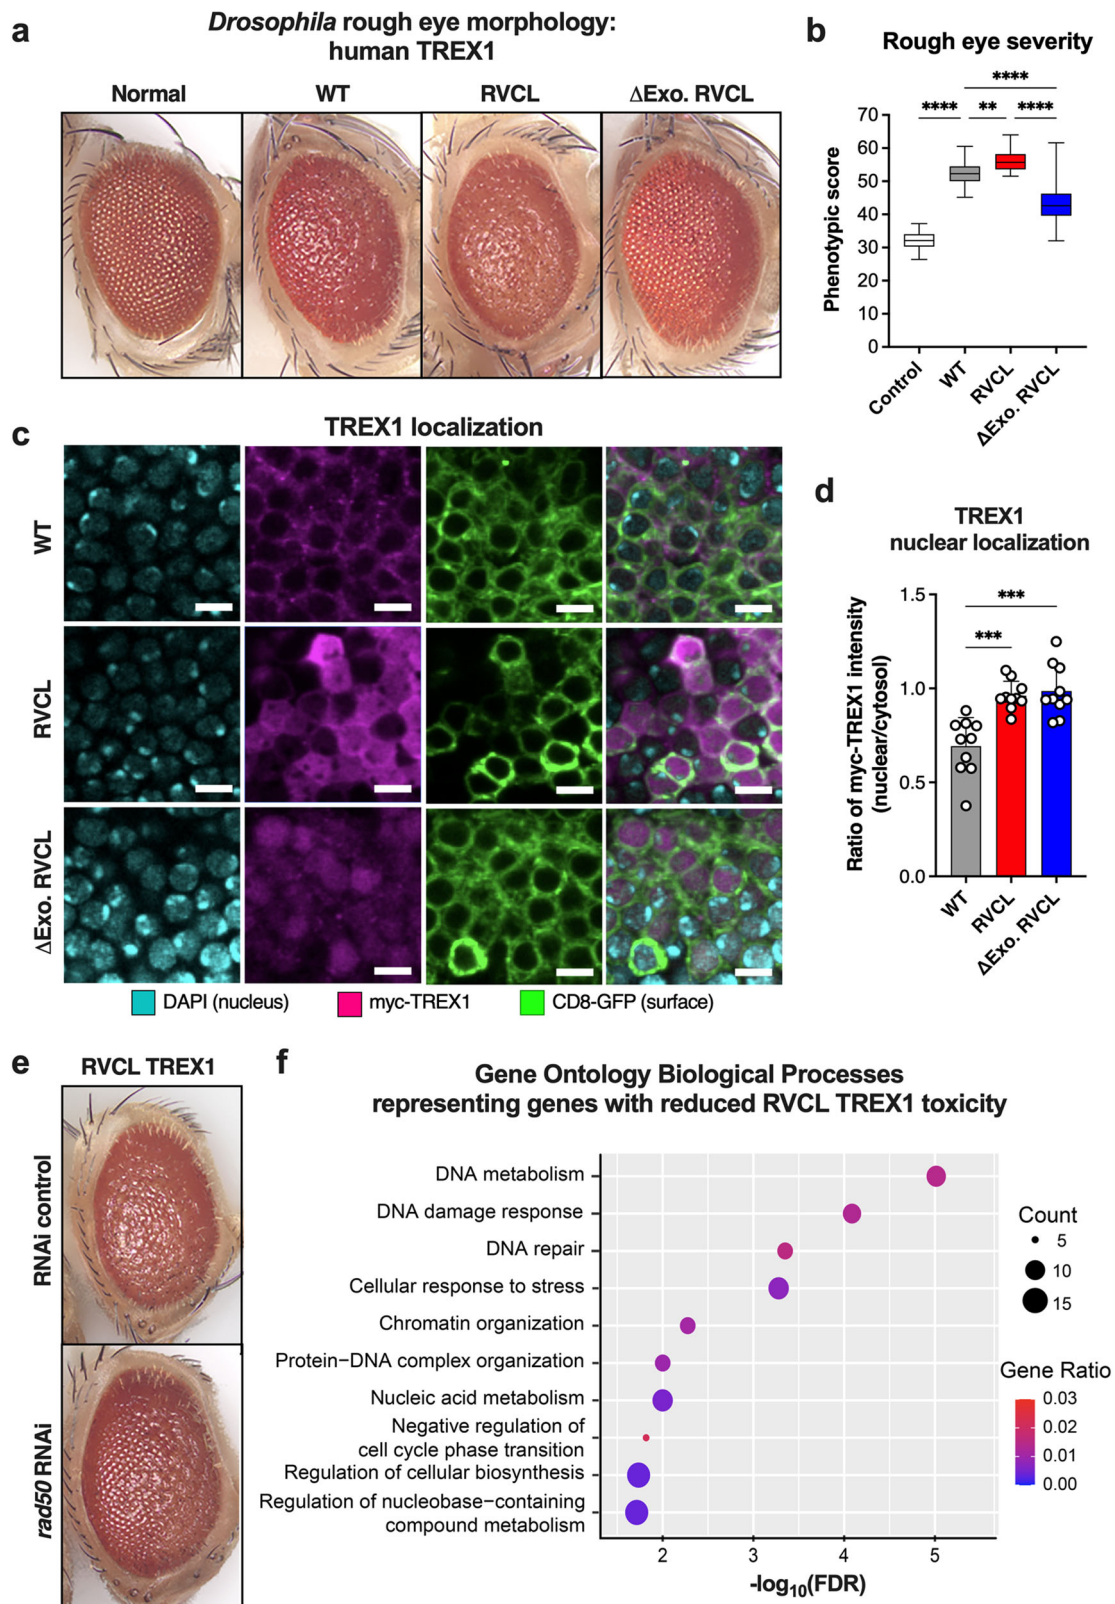 a
Drosophila rough eye morphology:
human TREX1
Normal
WT
RVCL
ΔExo. RVCL
b
Rough eye severity
****
****
**
****
Phenotypic score
70
60
50
40
30
20
10
0
Control
WT
RVCL
ΔExo. RVCL
c
TREX1 localization
WT
RVCL
ΔExo. RVCL
DAPI (nucleus)
myc-TREX1
CD8-GFP (surface)
d
TREX1
nuclear localization
***
***
Ratio of myc-TREX1 intensity
(nuclear/cytosol)
1.5
1.0
0.5
0.0
WT
RVCL
ΔExo. RVCL
e
RVCL TREX1
RNAi control
rad50 RNAi
f
Gene Ontology Biological Processes
representing genes with reduced RVCL TREX1 toxicity
DNA metabolism
DNA damage response
DNA repair
Cellular response to stress
Chromatin organization
Protein−DNA complex organization
Nucleic acid metabolism
Negative regulation of
cell cycle phase transition
Regulation of cellular biosynthesis
Regulation of nucleobase−containing
compound metabolism
2
3
4
5
-log10(FDR)
Count
5
10
15
Gene Ratio
0.03
0.02
0.01
0.00